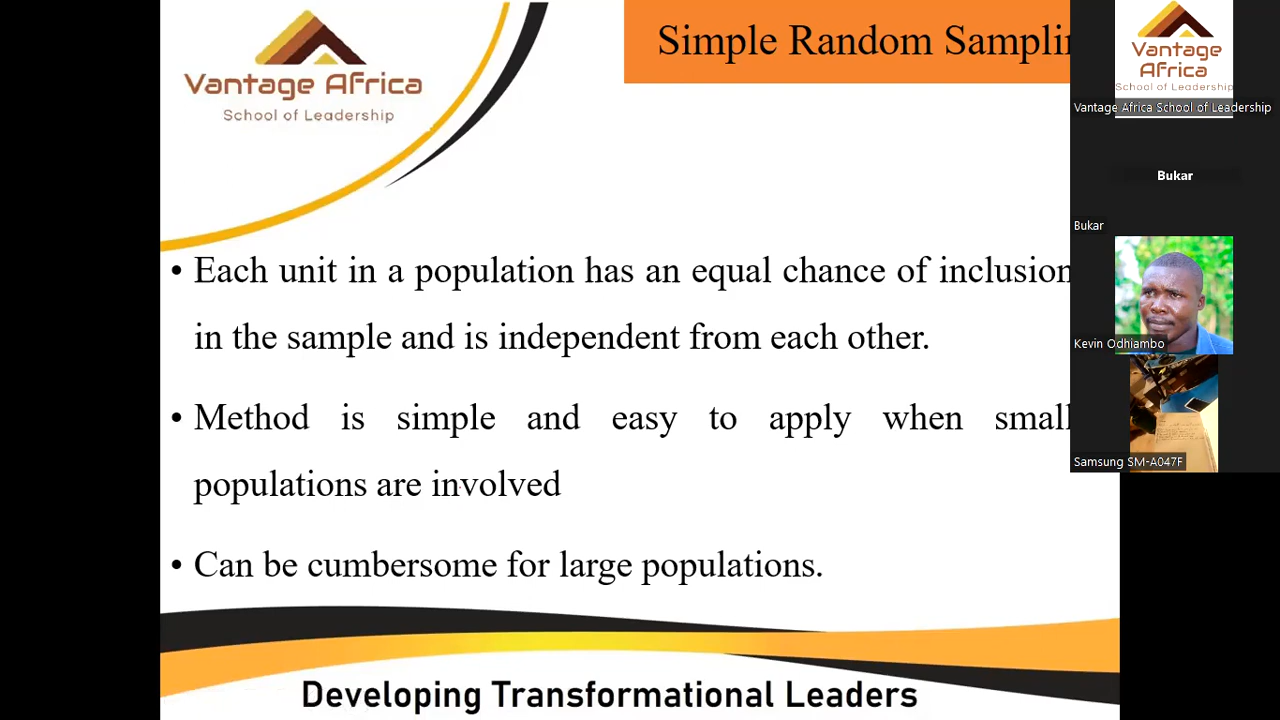 Vantage Africa
School of Leadership
Simple Random Samplin
• Each unit in a population has an equal chance of inclusion
in the sample and is independent from each other.
• Method is simple and easy to apply when small
populations are involved
• Can be cumbersome for large populations.
Developing Transformational Leaders
Vantage
Africa
School of Leadership
Vantage Africa School of Leadership
Bukar
Bukar
Kevin Odhiambo
Samsung SM-A047F